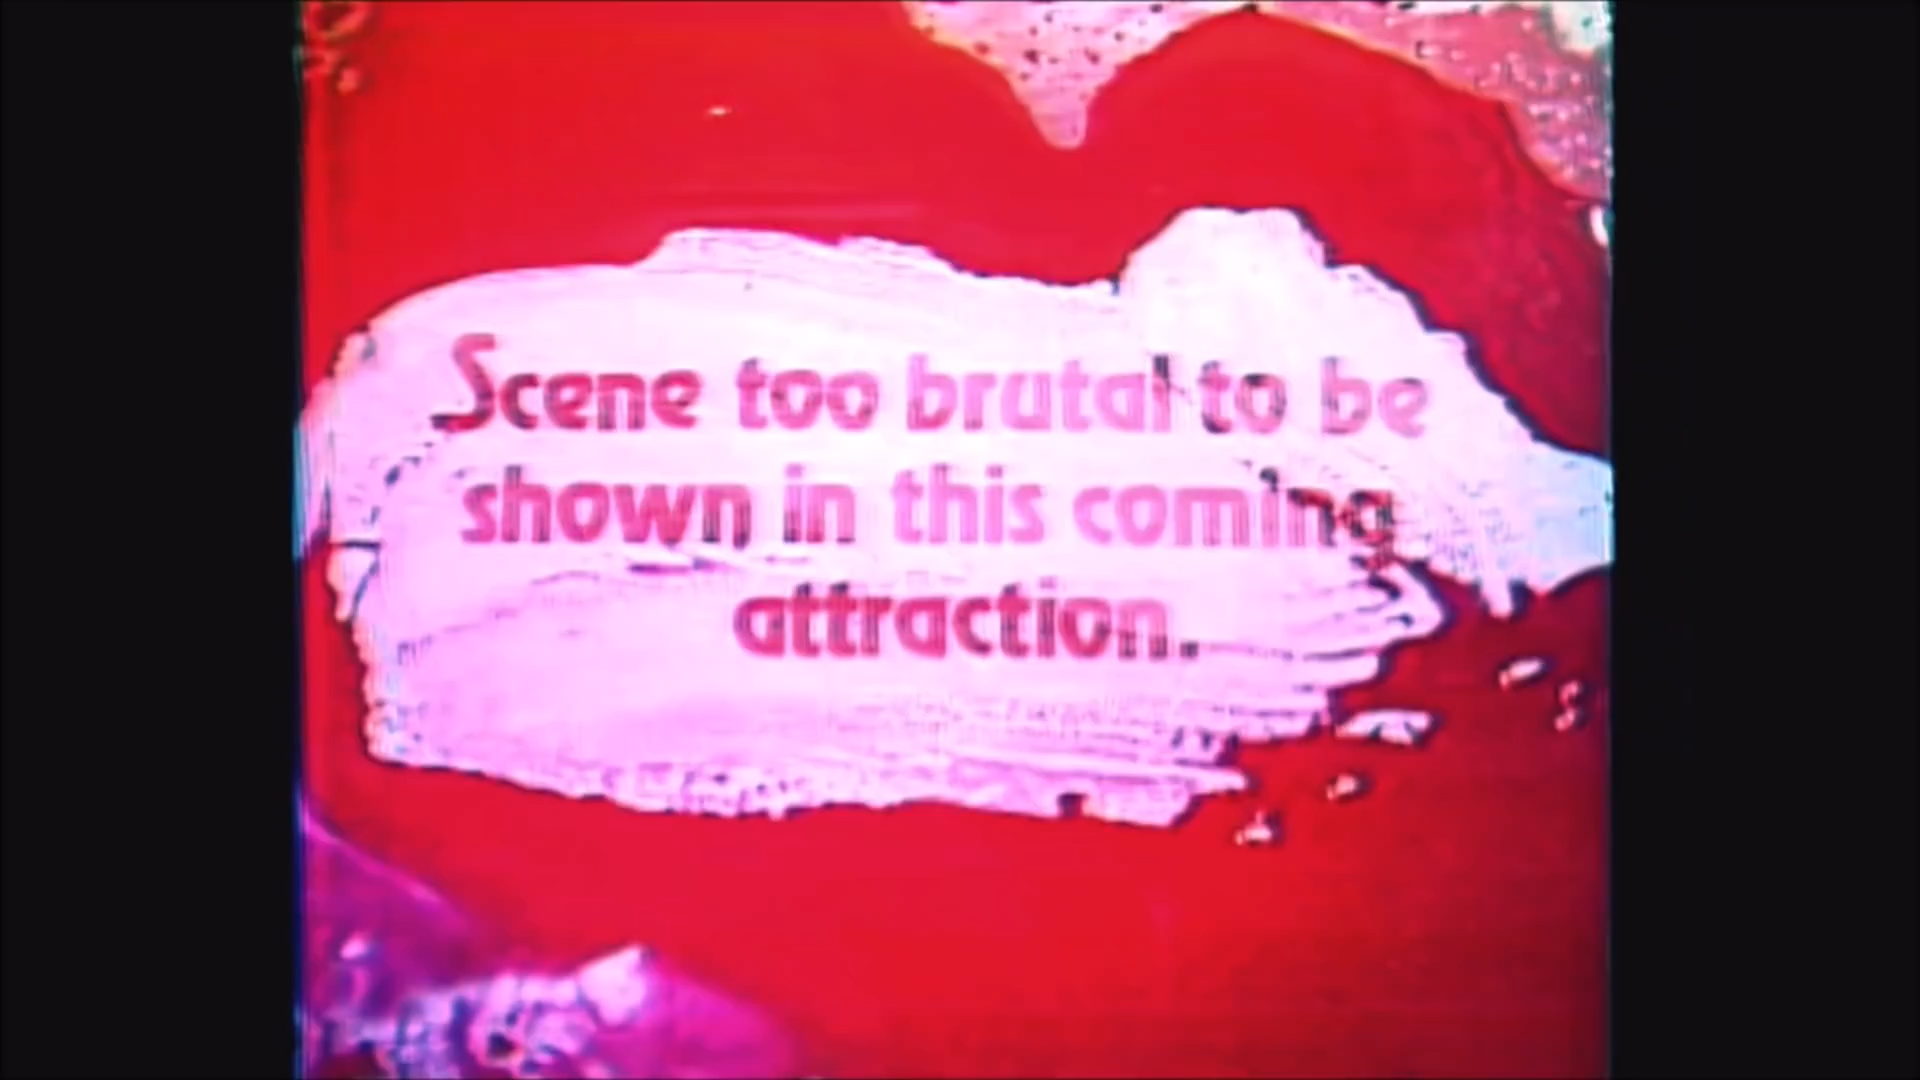 Scene too brutal to be
shown in this coming
attraction.